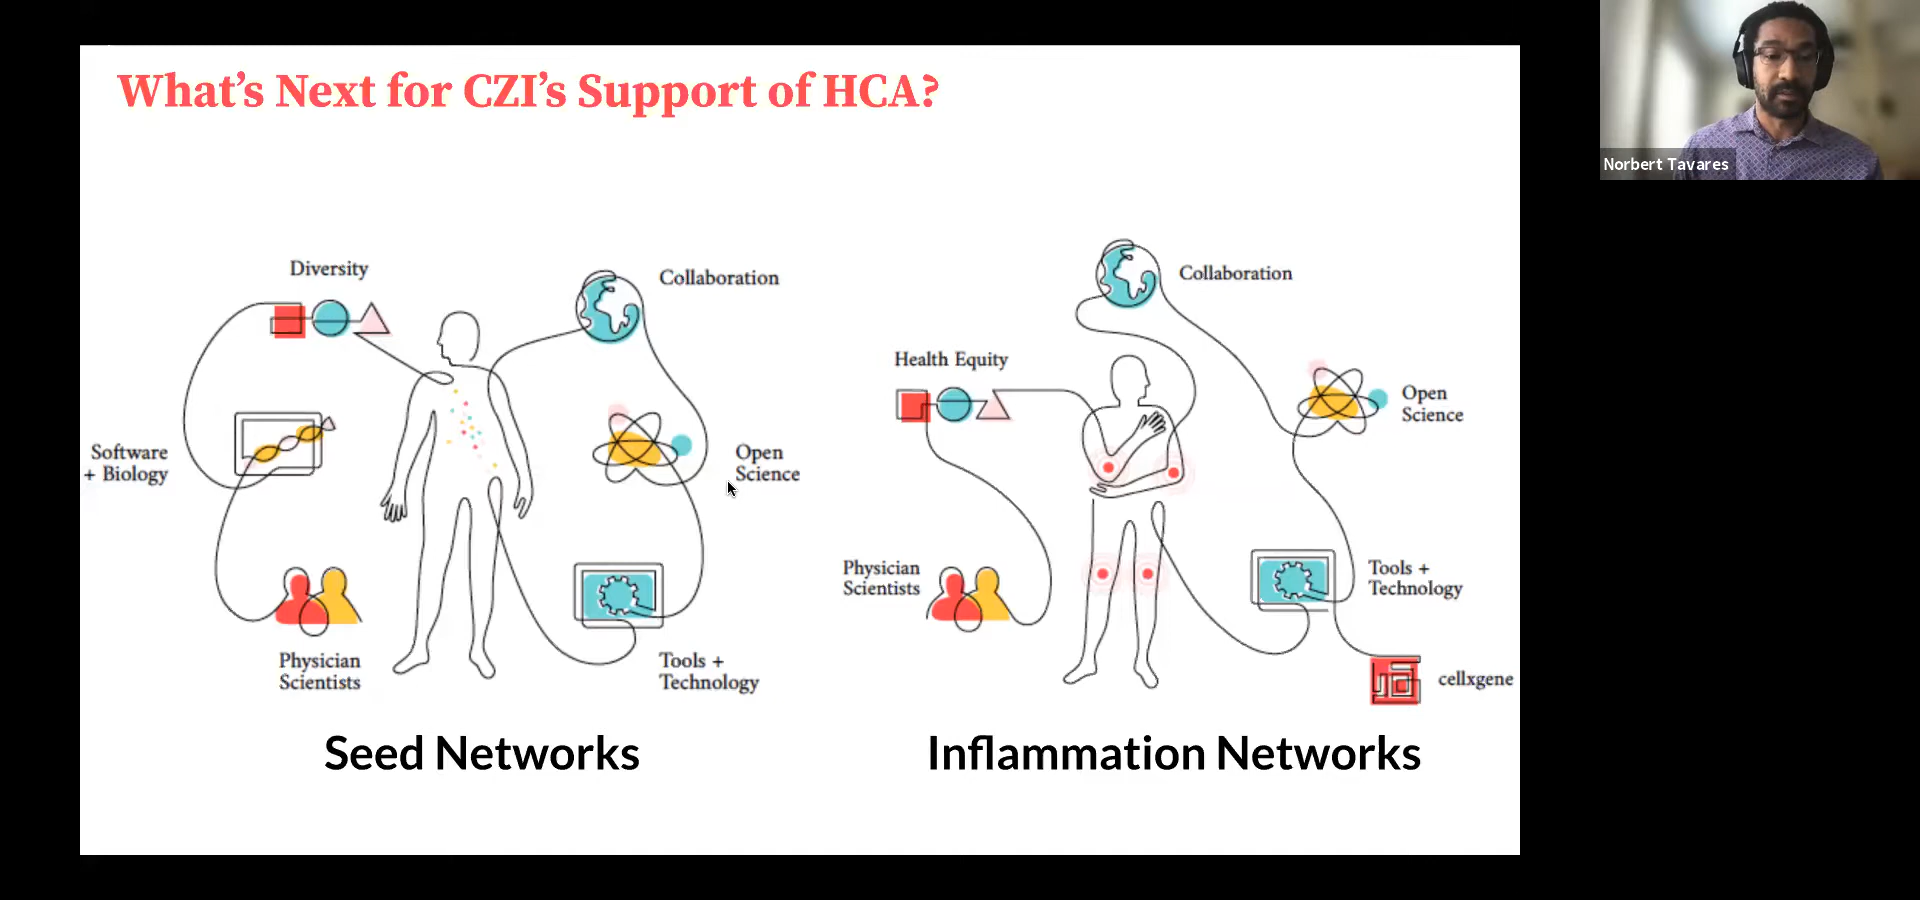 What's Next for CZI's Support of HCA?
Norbert Tavares
Diversity
Collaboration
Software
+ Biology
Open
Science
Physician
Scientists
Tools +
Technology
Seed Networks
Collaboration
Health Equity
Open
Science
Physician
Scientists
Tools +
Technology
cellxgene
Inflammation Networks